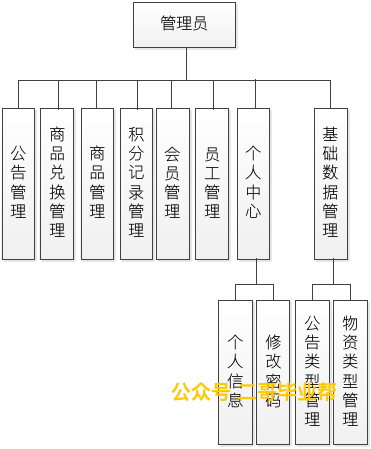 管理员
公告管理
商品兑换管理
商品管理
积分记录管理
会员管理
员工管理
个人中心
基础数据管理
个人信息
修改密码
公告类型管理
物资类型管理
公众号 二哥毕业帮